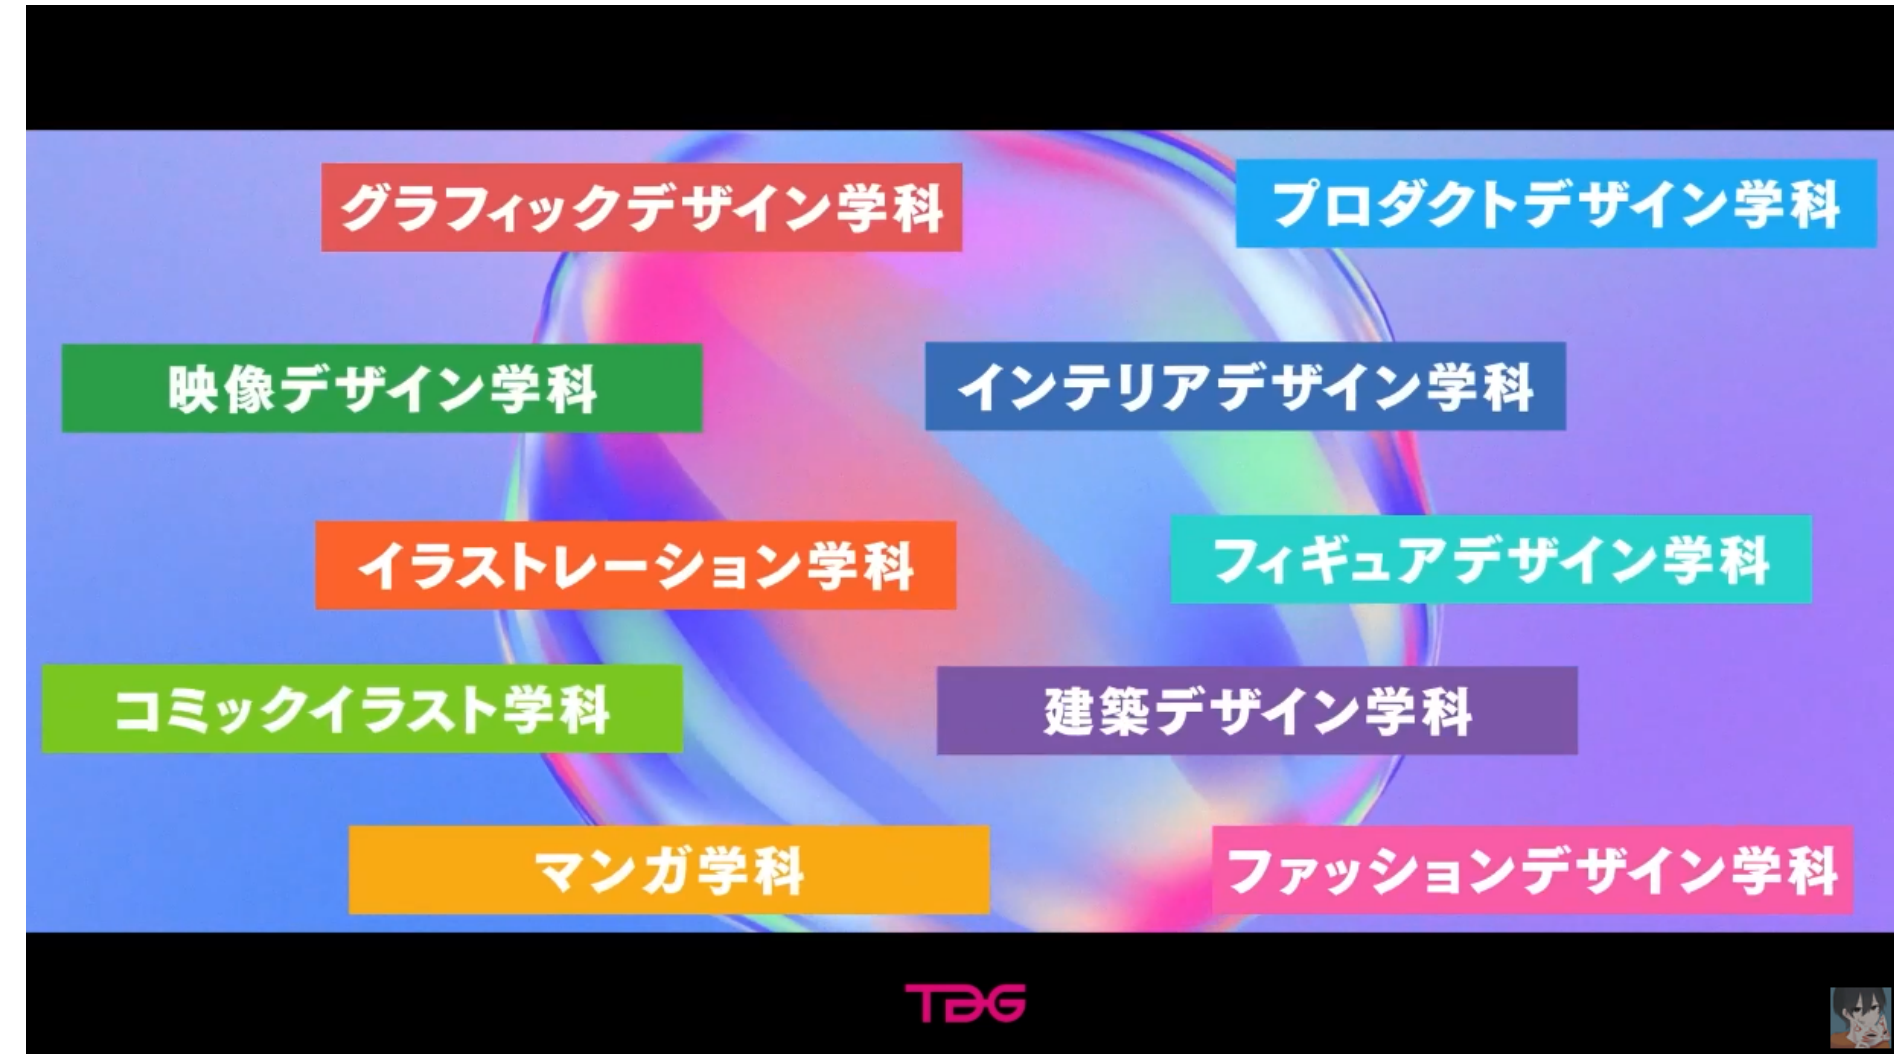 グラフィックデザイン学科
プロダクトデザイン学科
映像デザイン学科
インテリアデザイン学科
イラストレーション学科
フィギュアデザイン学科
コミックイラスト学科
建築デザイン学科
マンガ学科
ファッションデザイン学科
TDG